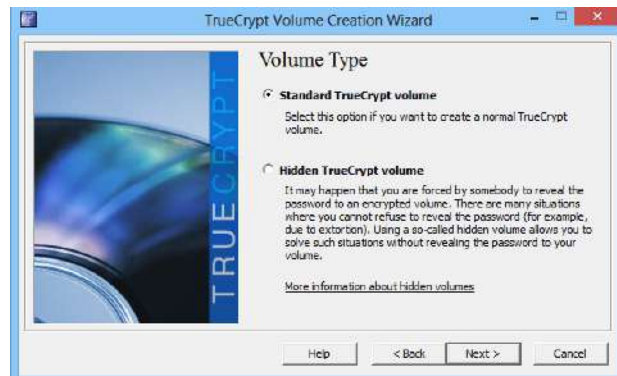 TrueCrypt Volume Creation Wizard
TRUECRYPT
Volume Type
Standard TrueCrypt volume
Select this option if you want to create a normal TrueCrypt
volume.
Hidden TrueCrypt volume
It may happen that you are forced by somebody to reveal the
password to an encrypted volume. There are many situations
where you cannot refuse to reveal the password (for example,
due to extortion). Using a so-called hidden volume allows you to
solve such situations without revealing the password to your
volume.
More information about hidden volumes
Help
< Back
Next >
Cancel